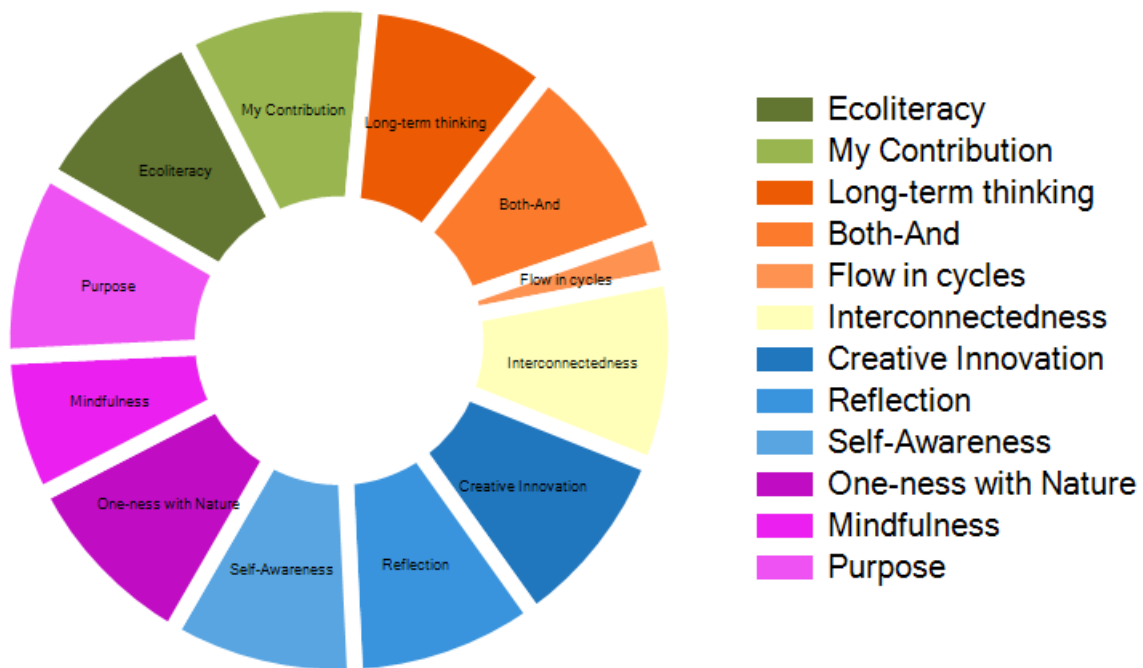 My Contribution
Long-term thinking
Ecoliteracy
Both-And
Flow in cycles
Purpose
Interconnectedness
Mindfulness
Creative Innovation
One-ness with Nature
Reflection
Self-Awareness
Ecoliteracy
My Contribution
Long-term thinking
Both-And
Flow in cycles
Interconnectedness
Creative Innovation
Reflection
Self-Awareness
One-ness with Nature
Mindfulness
Purpose